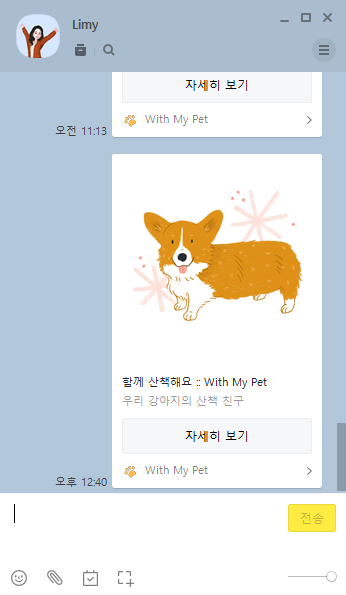 Limy
자세히 보기
With My Pet
오전 11:13
함께 산책해요 :: With My Pet
우리 강아지의 산책 친구
자세히 보기
With My Pet
오후 12:40
전송